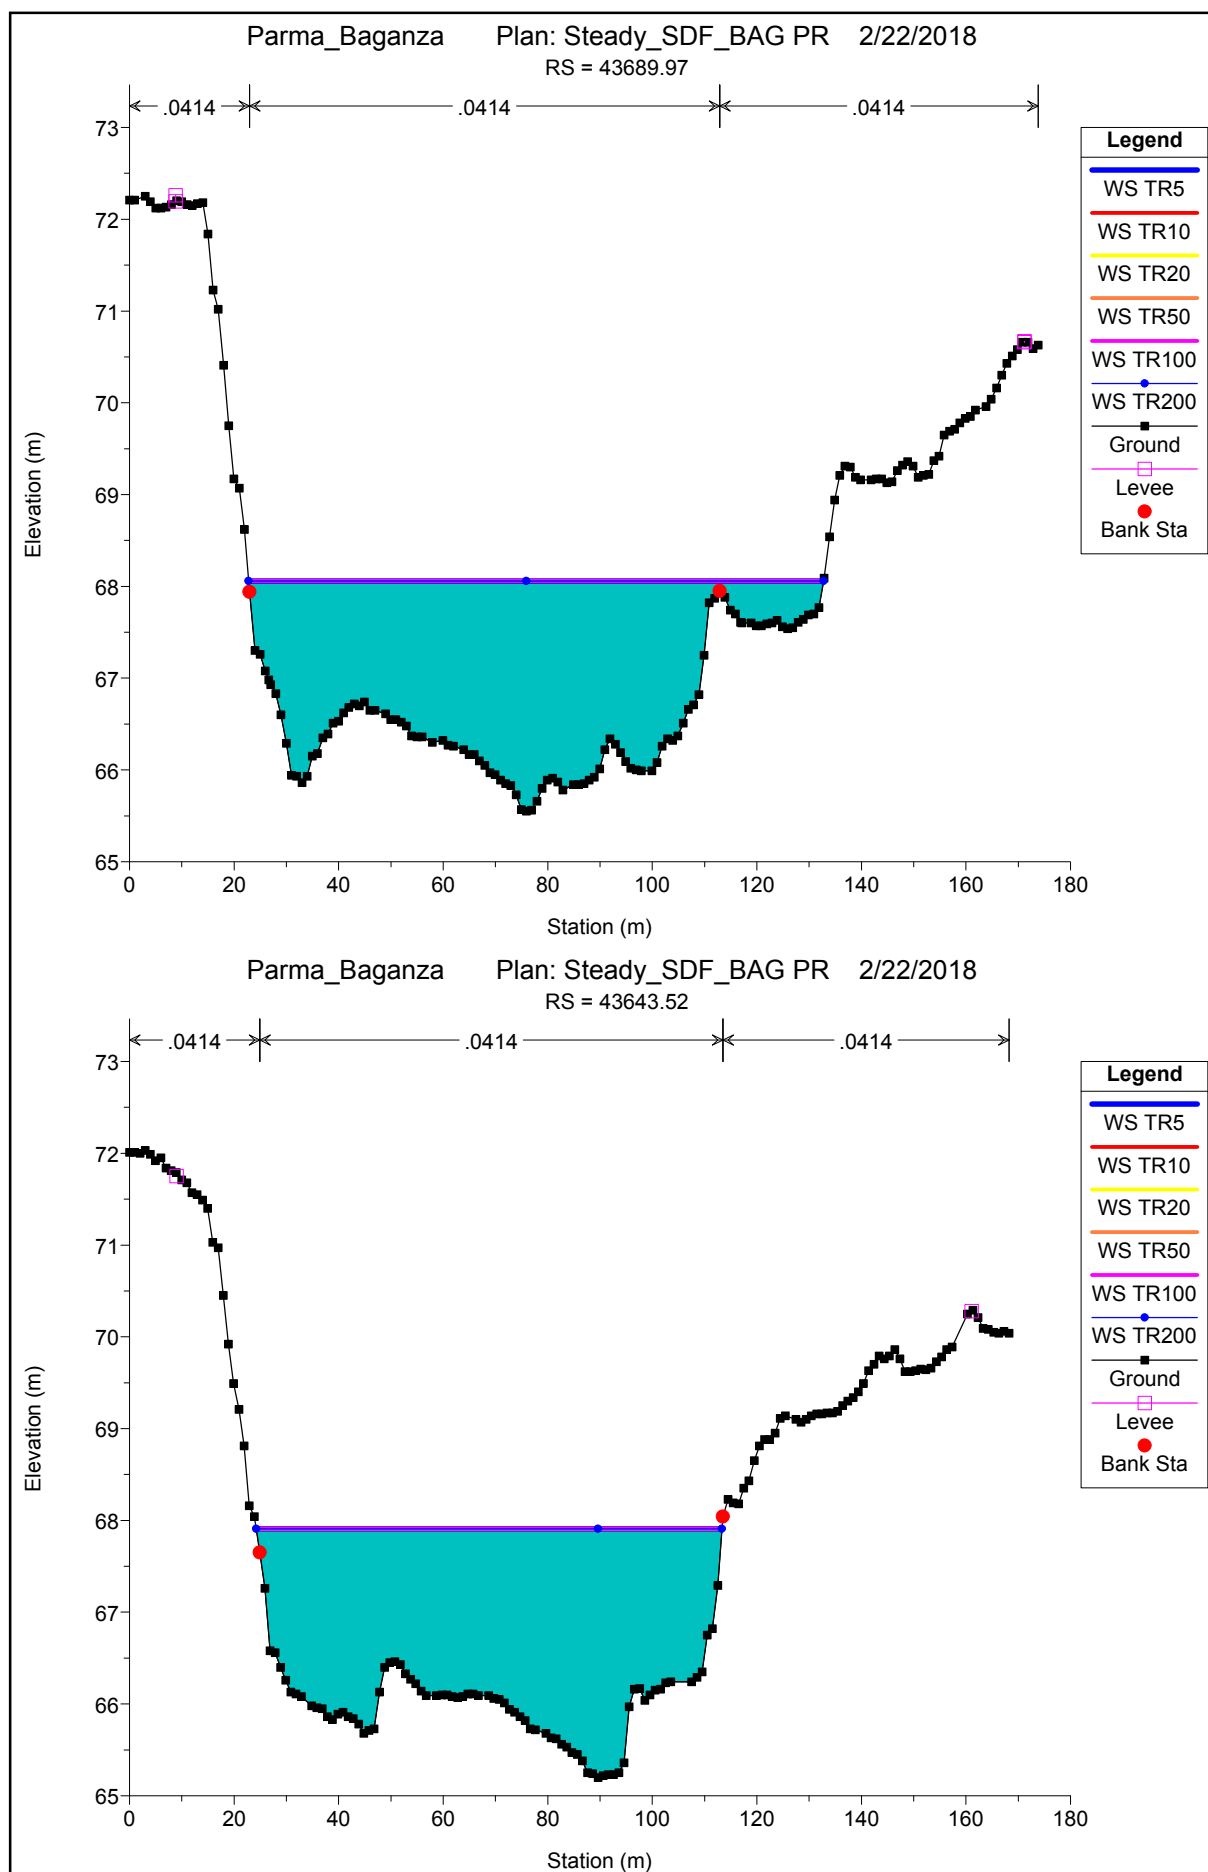 Parma_Baganza Plan: Steady_SDF_BAG PR 2/22/2018
RS = 43689.97
.0414 .0414 .0414
73
72
71
70
69
68
67
66
65
Elevation (m)
0 20 40 60 80 100 120 140 160 180
Station (m)
Legend
WS TR5
WS TR10
WS TR20
WS TR50
WS TR100
WS TR200
Ground
Levee
Bank Sta
Parma_Baganza Plan: Steady_SDF_BAG PR 2/22/2018
RS = 43643.52
.0414 .0414 .0414
73
72
71
70
69
68
67
66
65
Elevation (m)
0 20 40 60 80 100 120 140 160 180
Station (m)
Legend
WS TR5
WS TR10
WS TR20
WS TR50
WS TR100
WS TR200
Ground
Levee
Bank Sta